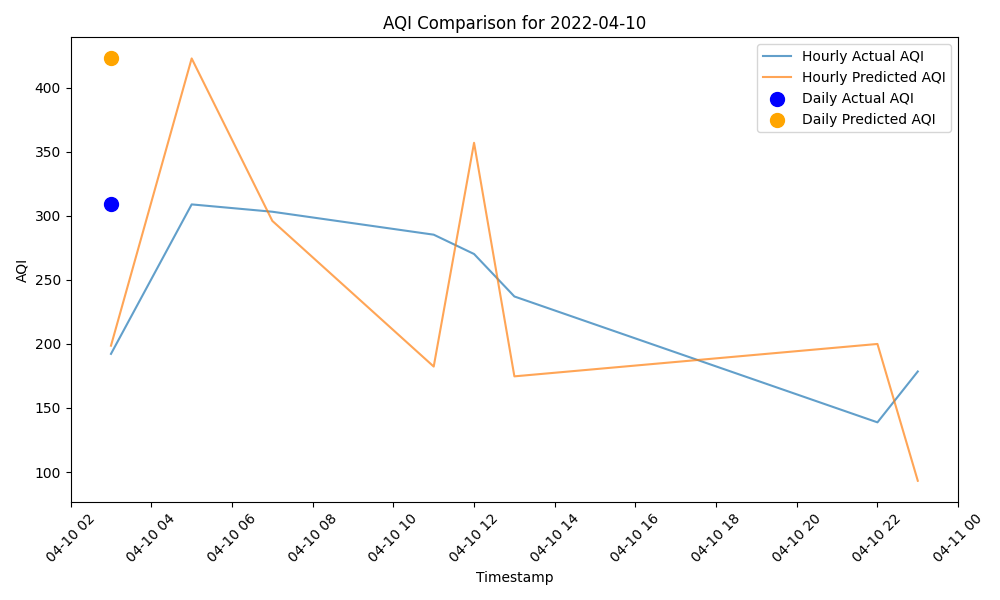 AQI Comparison for 2022-04-10
Hourly Actual AQI
Hourly Predicted AQI
Daily Actual AQI
Daily Predicted AQI
AQI
400
350
300
250
200
150
100
04-10 02
04-10 04
04-10 06
04-10 08
04-10 10
04-10 12
04-10 14
04-10 16
04-10 18
04-10 20
04-10 22
04-11 00
Timestamp